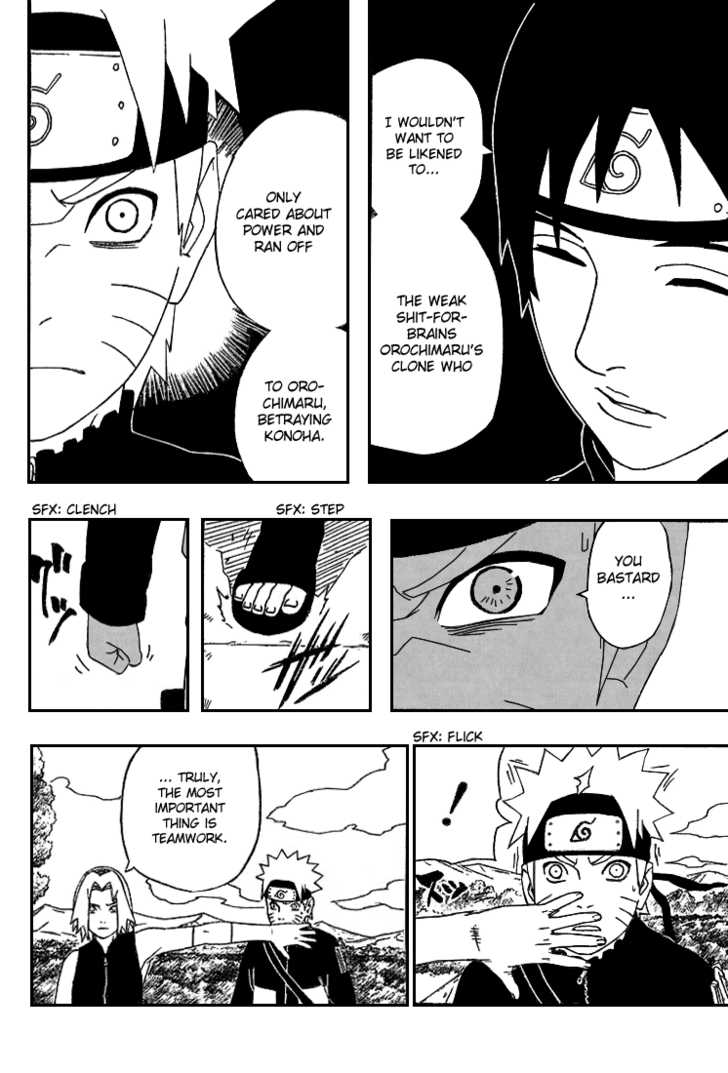 I WOULDN'T
WANT TO
BE LIKENED
TO...
THE WEAK
SHIT-FOR-
BRAINS
OROCHIMARU'S
CLONE WHO
ONLY
CARED ABOUT
POWER AND
RAN OFF
TO ORO-
CHIMARU,
BETRAYING
KONOHA.
YOU
BASTARD
...
SFX: STEP
SFX: CLENCH
SFX: FLICK
!
... TRULY,
THE MOST
IMPORTANT
THING IS
TEAMWORK.